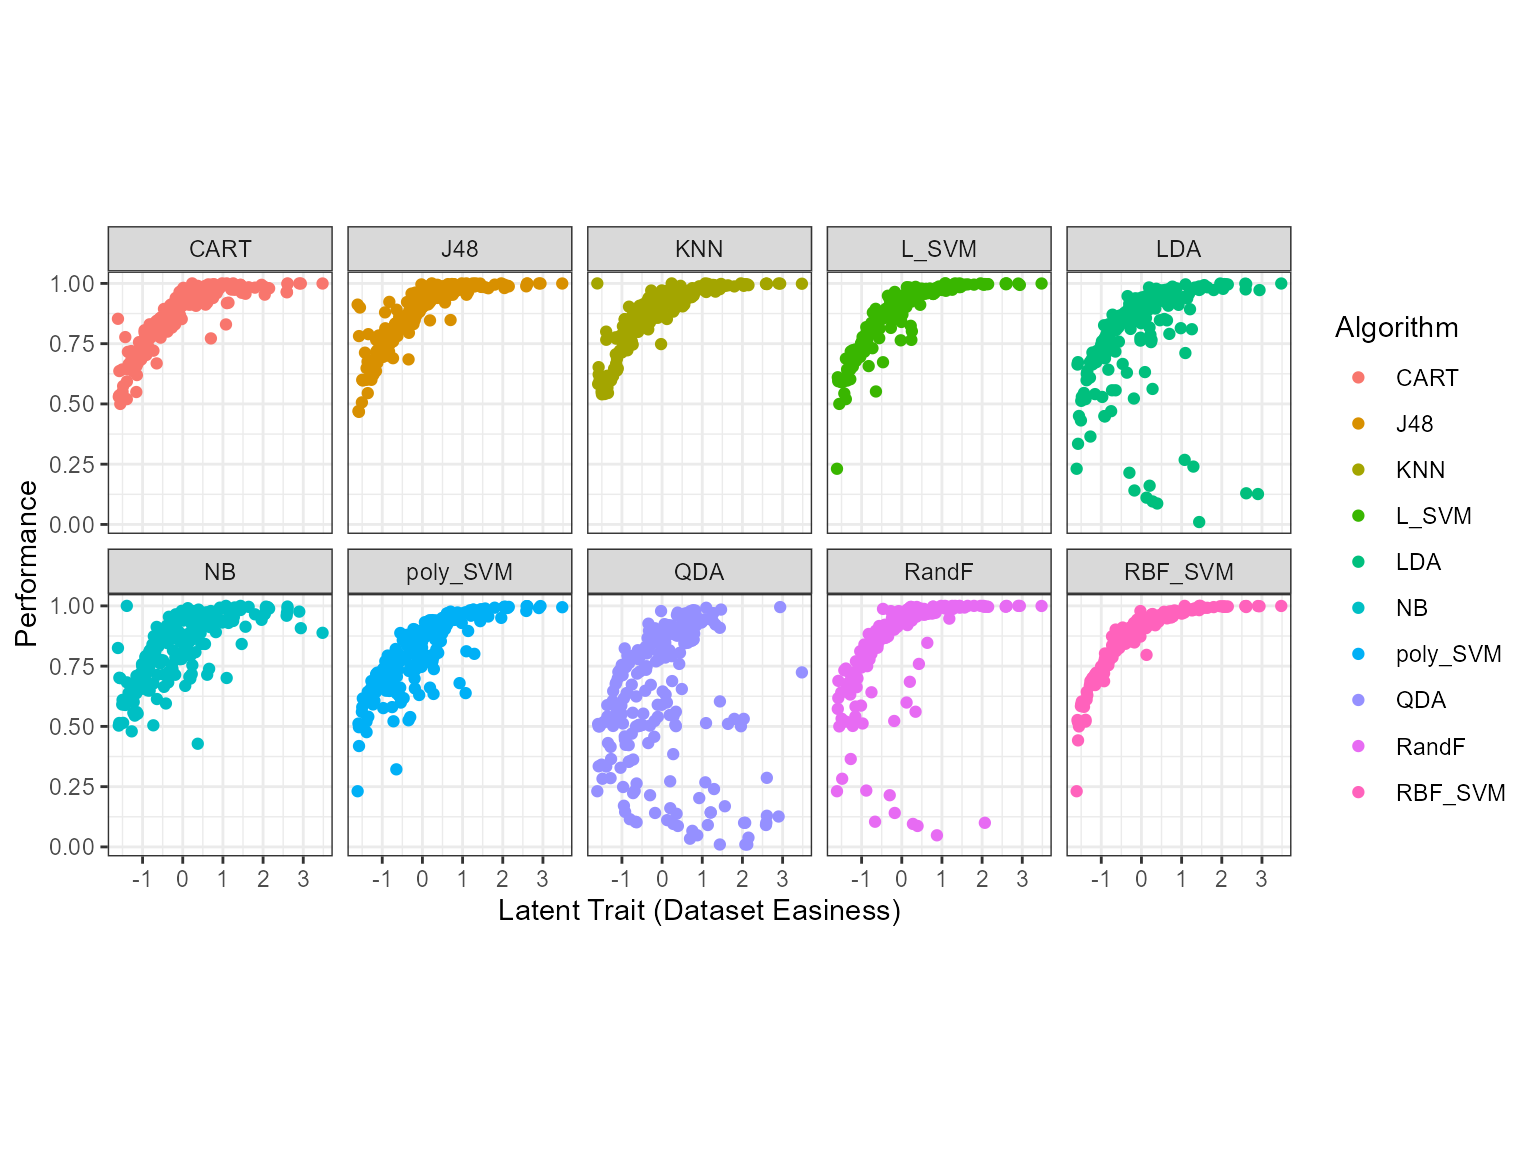 CART J48 KNN L_SVM LDA
1.00
0.75
0.50
0.25
0.00
NB poly_SVM QDA RandF RBF_SVM
1.00
0.75
0.50
0.25
0.00
-1 0 1 2 3 -1 0 1 2 3 -1 0 1 2 3 -1 0 1 2 3 -1 0 1 2 3
Latent Trait (Dataset Easiness)
Performance
Algorithm
CART
J48
KNN
L_SVM
LDA
NB
poly_SVM
QDA
RandF
RBF_SVM